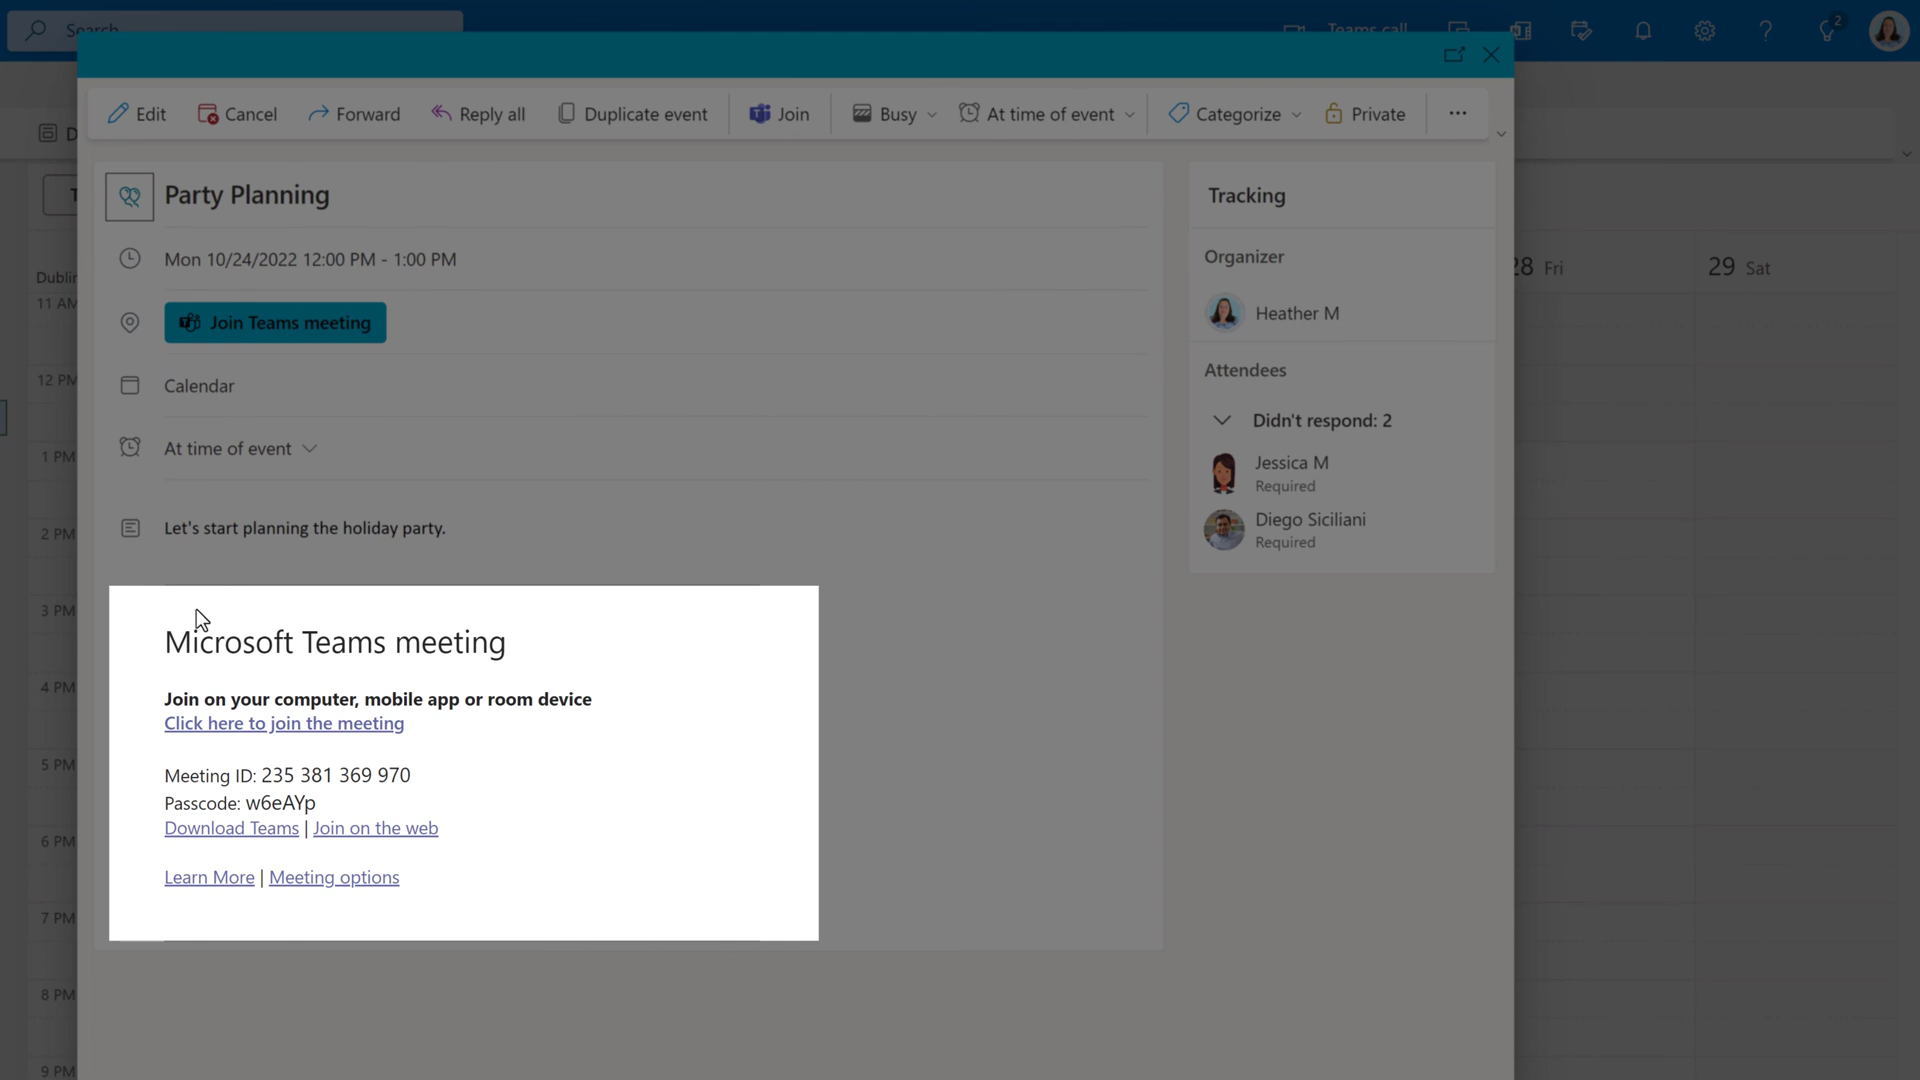 Search
Teams call
2
Edit Cancel Forward Reply all Duplicate event Join Busy At time of event Categorize Private
Party Planning
Mon 10/24/2022 12:00 PM - 1:00 PM
Join Teams meeting
Calendar
At time of event
Let's start planning the holiday party.
Microsoft Teams meeting
Join on your computer, mobile app or room device
Click here to join the meeting
Meeting ID: 235 381 369 970
Passcode: w6eAYp
Download Teams | Join on the web
Learn More | Meeting options
Tracking
Organizer
Heather M
Attendees
Didn't respond: 2
Jessica M
Required
Diego Siciliani
Required
28 Fri
29 Sat
11 AM
12 PM
1 PM
2 PM
3 PM
4 PM
5 PM
6 PM
7 PM
8 PM
9 PM